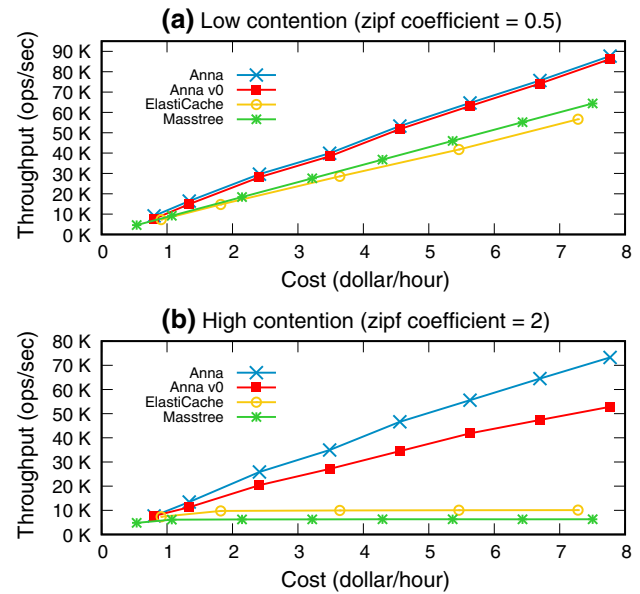 (a) Low contention (zipf coefficient = 0.5)
Throughput (ops/sec)
90 K
80 K
70 K
60 K
50 K
40 K
30 K
20 K
10 K
0 K
Anna
Anna v0
ElastiCache
Masstree
0 1 2 3 4 5 6 7 8
Cost (dollar/hour)
(b) High contention (zipf coefficient = 2)
Throughput (ops/sec)
80 K
70 K
60 K
50 K
40 K
30 K
20 K
10 K
0 K
Anna
Anna v0
ElastiCache
Masstree
0 1 2 3 4 5 6 7 8
Cost (dollar/hour)